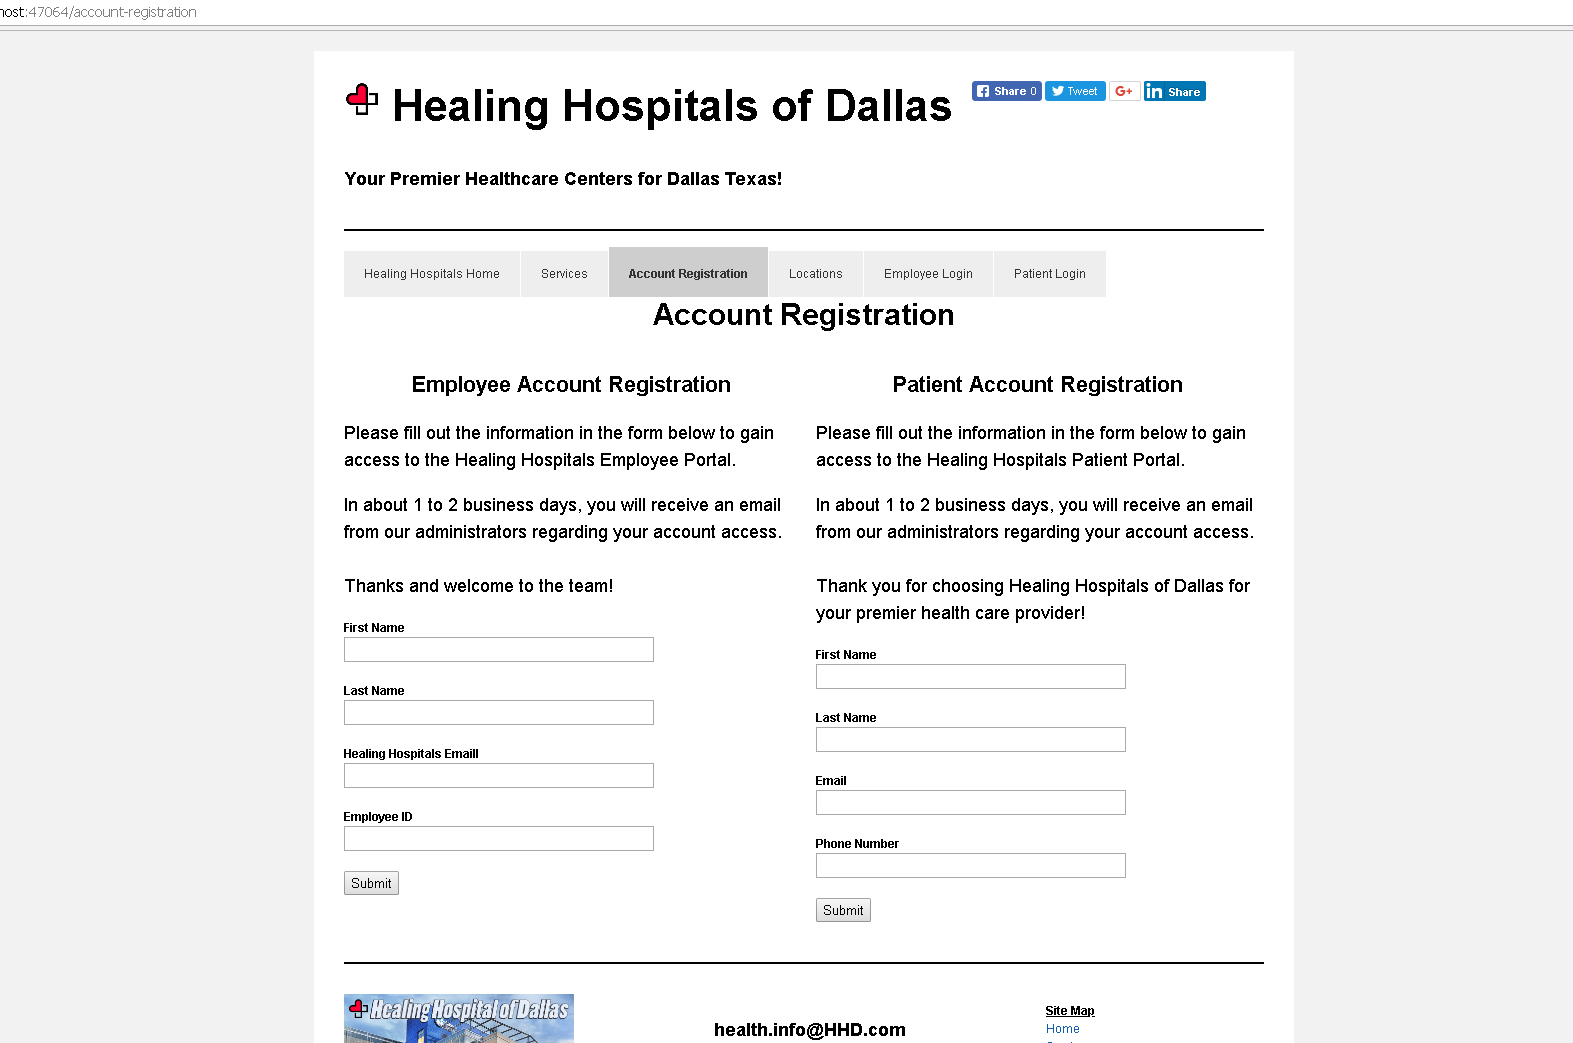 host:47064/account-registration
Healing Hospitals of Dallas
Share 0
Tweet
G+
in Share
Your Premier Healthcare Centers for Dallas Texas!
Healing Hospitals Home
Services
Account Registration
Locations
Employee Login
Patient Login
Account Registration
Employee Account Registration
Please fill out the information in the form below to gain
access to the Healing Hospitals Employee Portal.
In about 1 to 2 business days, you will receive an email
from our administrators regarding your account access.
Thanks and welcome to the team!
First Name
Last Name
Healing Hospitals Emaill
Employee ID
Submit
Patient Account Registration
Please fill out the information in the form below to gain
access to the Healing Hospitals Patient Portal.
In about 1 to 2 business days, you will receive an email
from our administrators regarding your account access.
Thank you for choosing Healing Hospitals of Dallas for
your premier health care provider!
First Name
Last Name
Email
Phone Number
Submit
Healing Hospital of Dallas
health.info@HHD.com
Site Map
Home